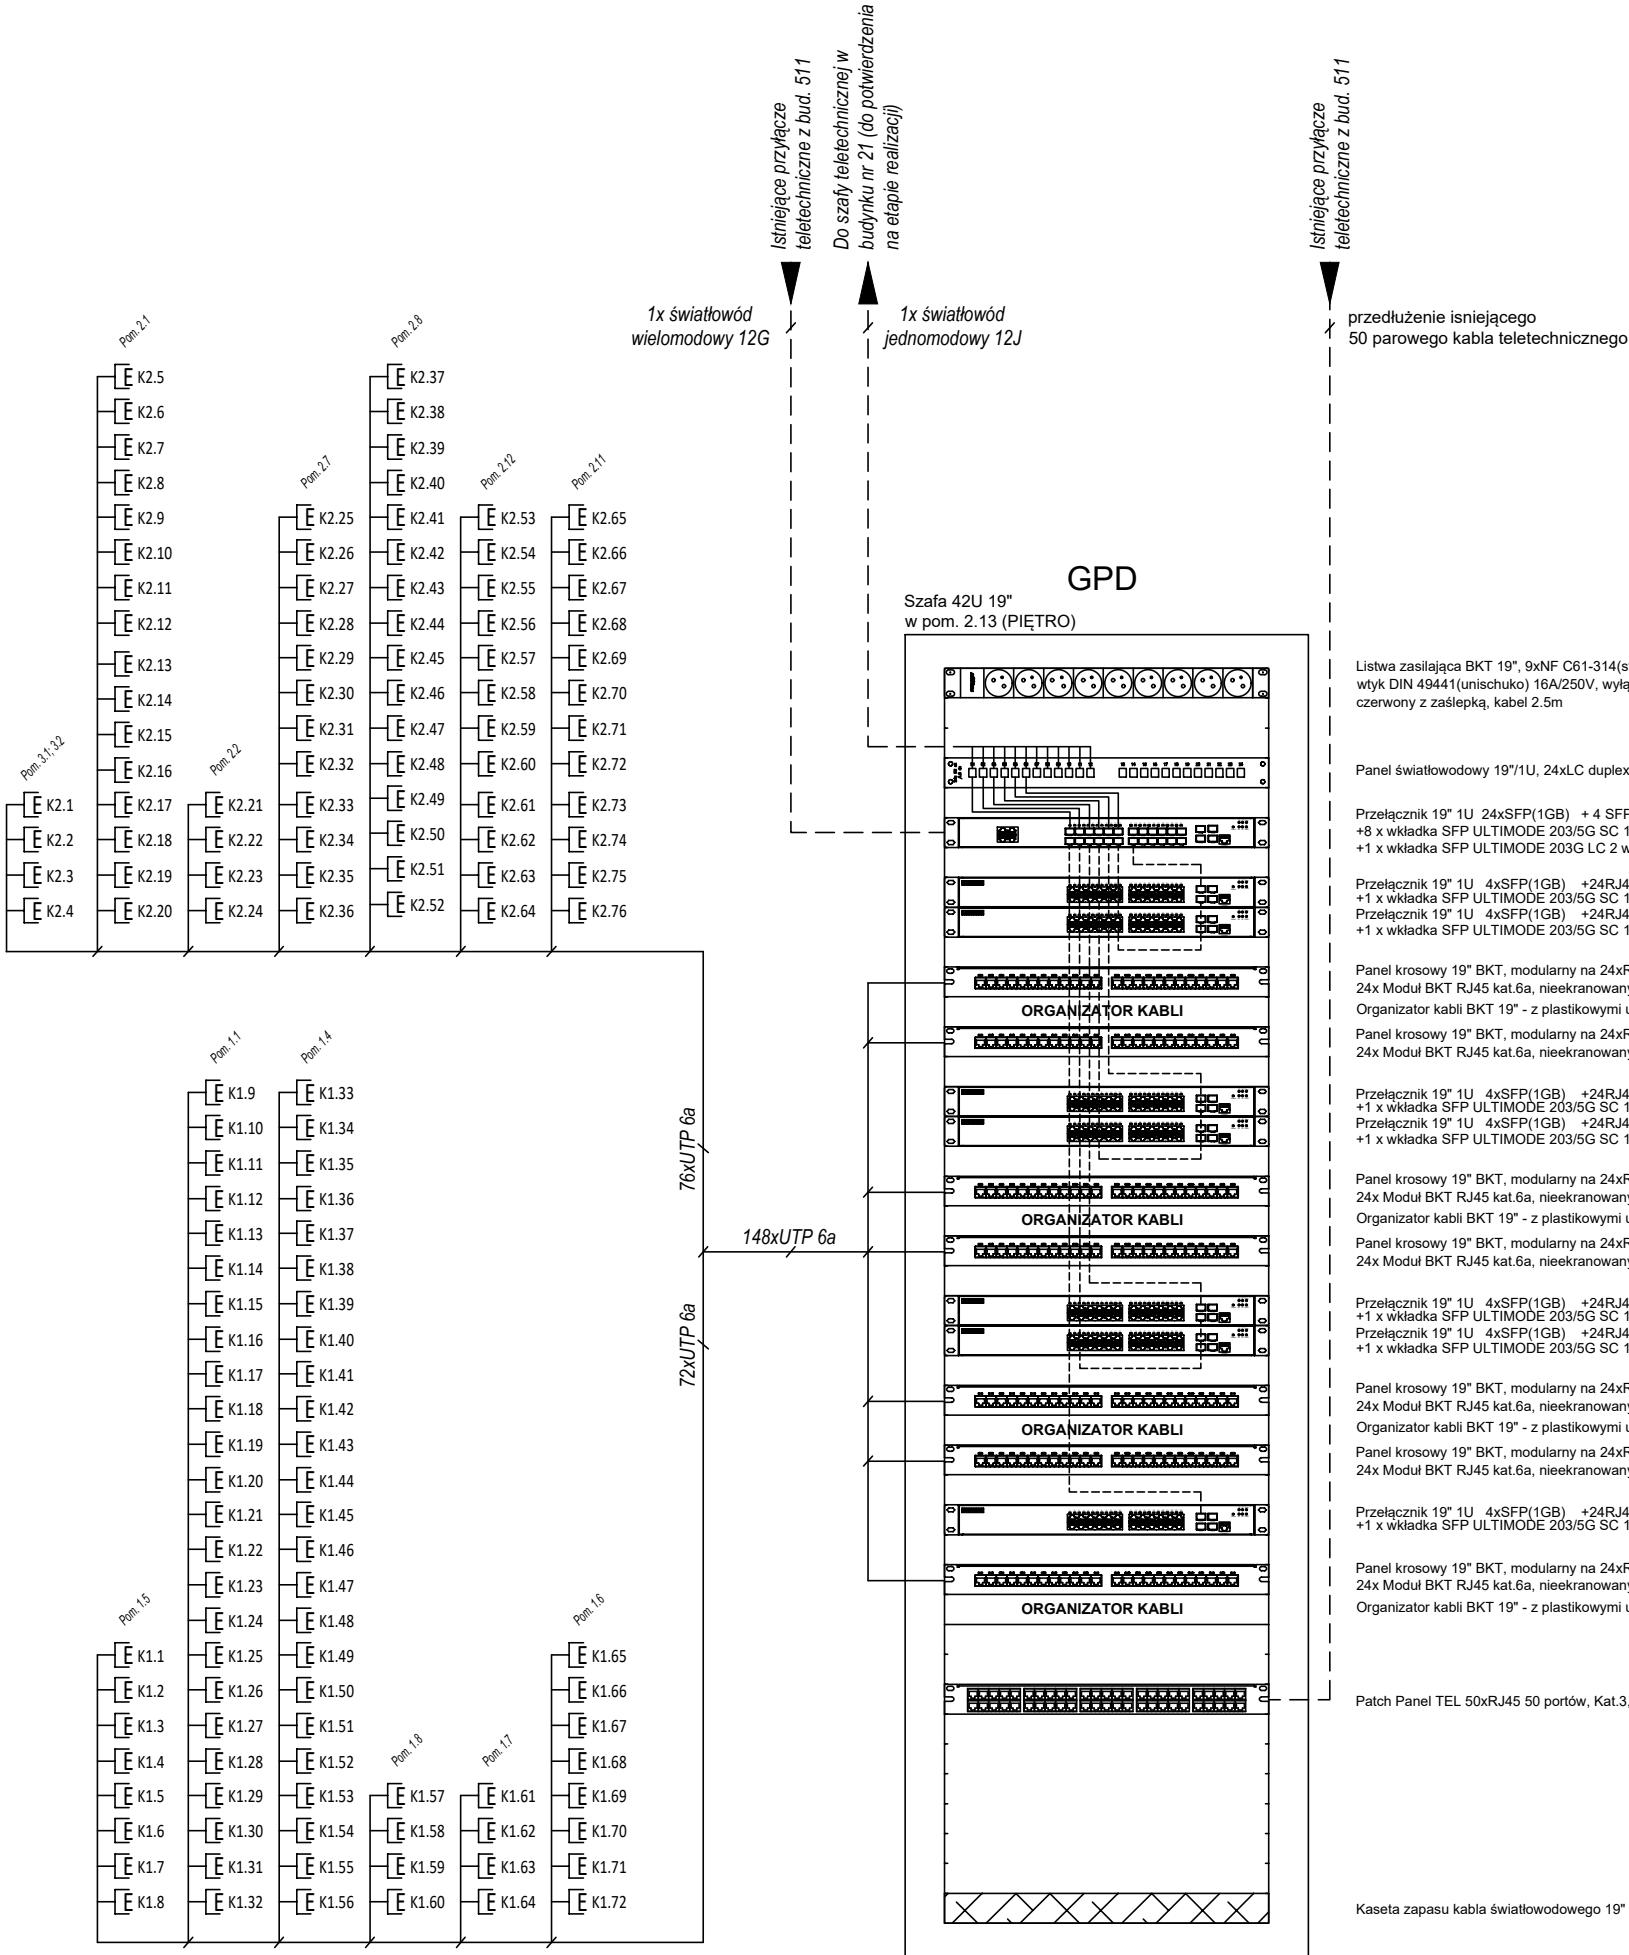 Istniejące przyłącze
teletechniczne z bud. 511
Do szafy teletechnicznej w
budynku nr 21 (do potwierdzenia
na etapie realizacji)
Istniejące przyłącze
teletechniczne z bud. 511
1x światłowód
wielomodowy 12G
1x światłowód
jednomodowy 12J
przedłużenie isniejącego
50 parowego kabla teletechnicznego
Pom. 3.1; 3.2
K2.1
K2.2
K2.3
K2.4
Pom. 2.1
K2.5
K2.6
K2.7
K2.8
K2.9
K2.10
K2.11
K2.12
K2.13
K2.14
K2.15
K2.16
K2.17
K2.18
K2.19
K2.20
Pom. 2.2
K2.21
K2.22
K2.23
K2.24
Pom. 2.7
K2.25
K2.26
K2.27
K2.28
K2.29
K2.30
K2.31
K2.32
K2.33
K2.34
K2.35
K2.36
Pom. 2.8
K2.37
K2.38
K2.39
K2.40
K2.41
K2.42
K2.43
K2.44
K2.45
K2.46
K2.47
K2.48
K2.49
K2.50
K2.51
K2.52
Pom. 2.12
K2.53
K2.54
K2.55
K2.56
K2.57
K2.58
K2.59
K2.60
K2.61
K2.62
K2.63
K2.64
Pom. 2.11
K2.65
K2.66
K2.67
K2.68
K2.69
K2.70
K2.71
K2.72
K2.73
K2.74
K2.75
K2.76
Pom. 1.5
K1.1
K1.2
K1.3
K1.4
K1.5
K1.6
K1.7
K1.8
Pom. 1.1
K1.9
K1.10
K1.11
K1.12
K1.13
K1.14
K1.15
K1.16
K1.17
K1.18
K1.19
K1.20
K1.21
K1.22
K1.23
K1.24
K1.25
K1.26
K1.27
K1.28
K1.29
K1.30
K1.31
K1.32
Pom. 1.4
K1.33
K1.34
K1.35
K1.36
K1.37
K1.38
K1.39
K1.40
K1.41
K1.42
K1.43
K1.44
K1.45
K1.46
K1.47
K1.48
K1.49
K1.50
K1.51
K1.52
K1.53
K1.54
K1.55
K1.56
Pom. 1.8
K1.57
K1.58
K1.59
K1.60
Pom. 1.7
K1.61
K1.62
K1.63
K1.64
Pom. 1.6
K1.65
K1.66
K1.67
K1.68
K1.69
K1.70
K1.71
K1.72
76xUTP 6a
148xUTP 6a
72xUTP 6a
GPD
Szafa 42U 19"
w pom. 2.13 (PIĘTRO)
ORGANIZATOR KABLI
ORGANIZATOR KABLI
ORGANIZATOR KABLI
ORGANIZATOR KABLI
Listwa zasilająca BKT 19", 9xNF C61-314(s
wtyk DIN 49441(unischuko) 16A/250V, wyłą
czerwony z zaślepką, kabel 2.5m
Panel światłowodowy 19"/1U, 24xLC duplex
Przełącznik 19" 1U 24xSFP(1GB) + 4 SFP
+8 x wkładka SFP ULTIMODE 203/5G SC 1
+1 x wkładka SFP ULTIMODE 203G LC 2 w
Przełącznik 19" 1U 4xSFP(1GB) +24RJ4
+1 x wkładka SFP ULTIMODE 203/5G SC 1
Przełącznik 19" 1U 4xSFP(1GB) +24RJ4
+1 x wkładka SFP ULTIMODE 203/5G SC 1
Panel krosowy 19" BKT, modularny na 24xR
24x Moduł BKT RJ45 kat.6a, nieekranowany
Organizator kabli BKT 19" - z plastikowymi u
Panel krosowy 19" BKT, modularny na 24xR
24x Moduł BKT RJ45 kat.6a, nieekranowany
Przełącznik 19" 1U 4xSFP(1GB) +24RJ4
+1 x wkładka SFP ULTIMODE 203/5G SC 1
Przełącznik 19" 1U 4xSFP(1GB) +24RJ4
+1 x wkładka SFP ULTIMODE 203/5G SC 1
Panel krosowy 19" BKT, modularny na 24xR
24x Moduł BKT RJ45 kat.6a, nieekranowany
Organizator kabli BKT 19" - z plastikowymi u
Panel krosowy 19" BKT, modularny na 24xR
24x Moduł BKT RJ45 kat.6a, nieekranowany
Przełącznik 19" 1U 4xSFP(1GB) +24RJ4
+1 x wkładka SFP ULTIMODE 203/5G SC 1
Przełącznik 19" 1U 4xSFP(1GB) +24RJ4
+1 x wkładka SFP ULTIMODE 203/5G SC 1
Panel krosowy 19" BKT, modularny na 24xR
24x Moduł BKT RJ45 kat.6a, nieekranowany
Organizator kabli BKT 19" - z plastikowymi u
Panel krosowy 19" BKT, modularny na 24xR
24x Moduł BKT RJ45 kat.6a, nieekranowany
Przełącznik 19" 1U 4xSFP(1GB) +24RJ4
+1 x wkładka SFP ULTIMODE 203/5G SC 1
Panel krosowy 19" BKT, modularny na 24xR
24x Moduł BKT RJ45 kat.6a, nieekranowany
Organizator kabli BKT 19" - z plastikowymi u
Patch Panel TEL 50xRJ45 50 portów, Kat.3,
Kaseta zapasu kabla światłowodowego 19"